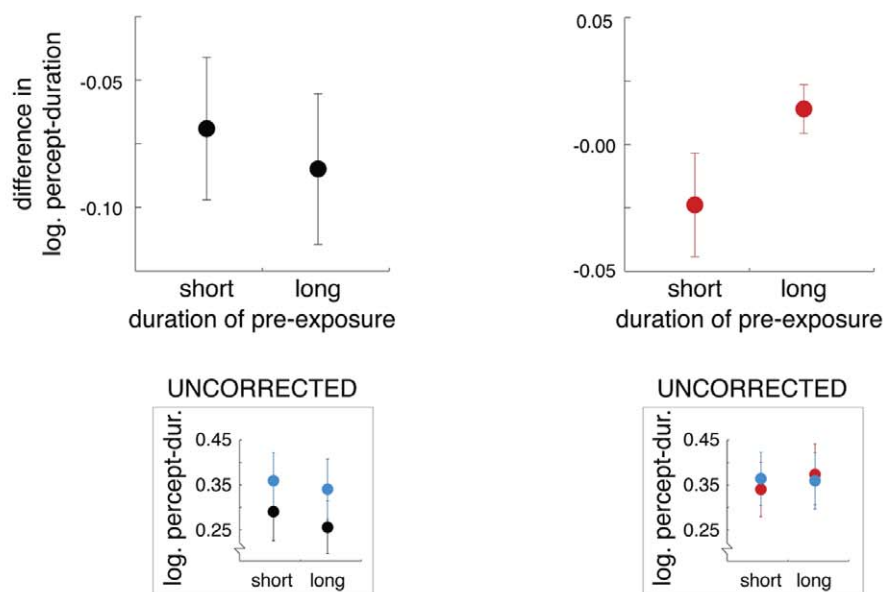 difference in
log. percept-duration
-0.05
-0.10
short long
duration of pre-exposure
0.05
-0.00
-0.05
short long
duration of pre-exposure
UNCORRECTED
log. percept-dur.
0.45
0.35
0.25
short long
UNCORRECTED
log. percept-dur.
0.45
0.35
0.25
short long